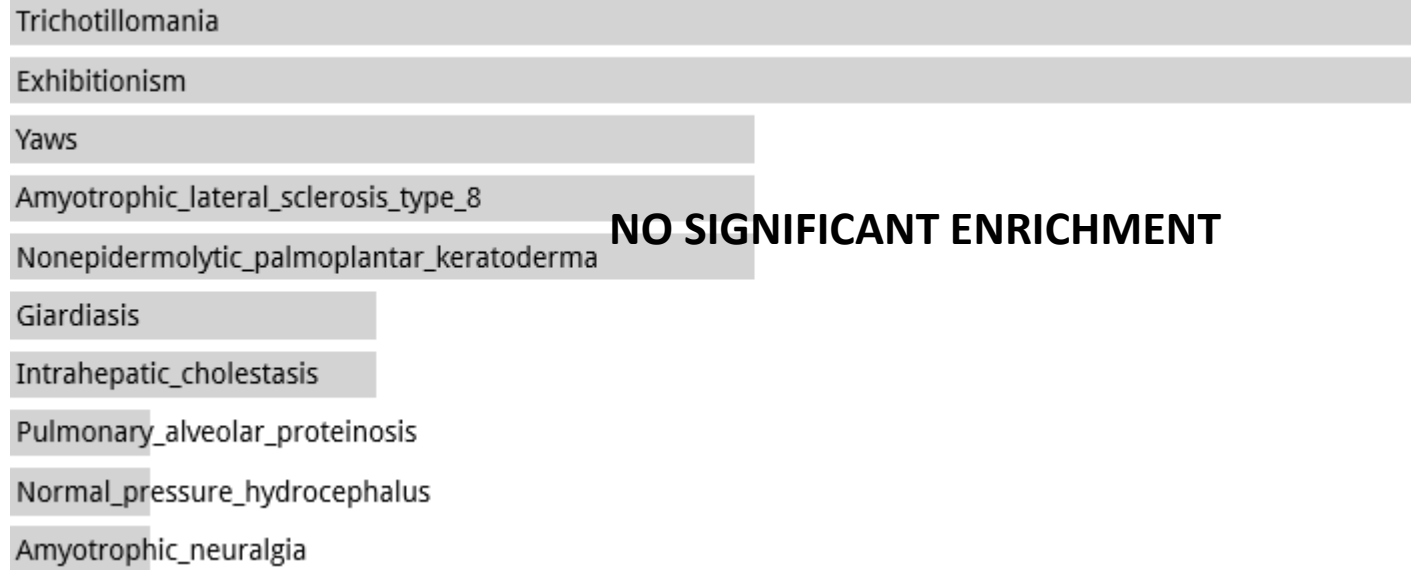 Trichotillomania
Exhibitionism
Yaws
Amyotrophic_lateral_sclerosis_type_8
NO SIGNIFICANT ENRICHMENT
Nonepidermolytic_palmoplantar_keratoderma
Giardiasis
Intrahepatic_cholestasis
Pulmonary_alveolar_proteinosis
Normal_pressure_hydrocephalus
Amyotrophic_neuralgia